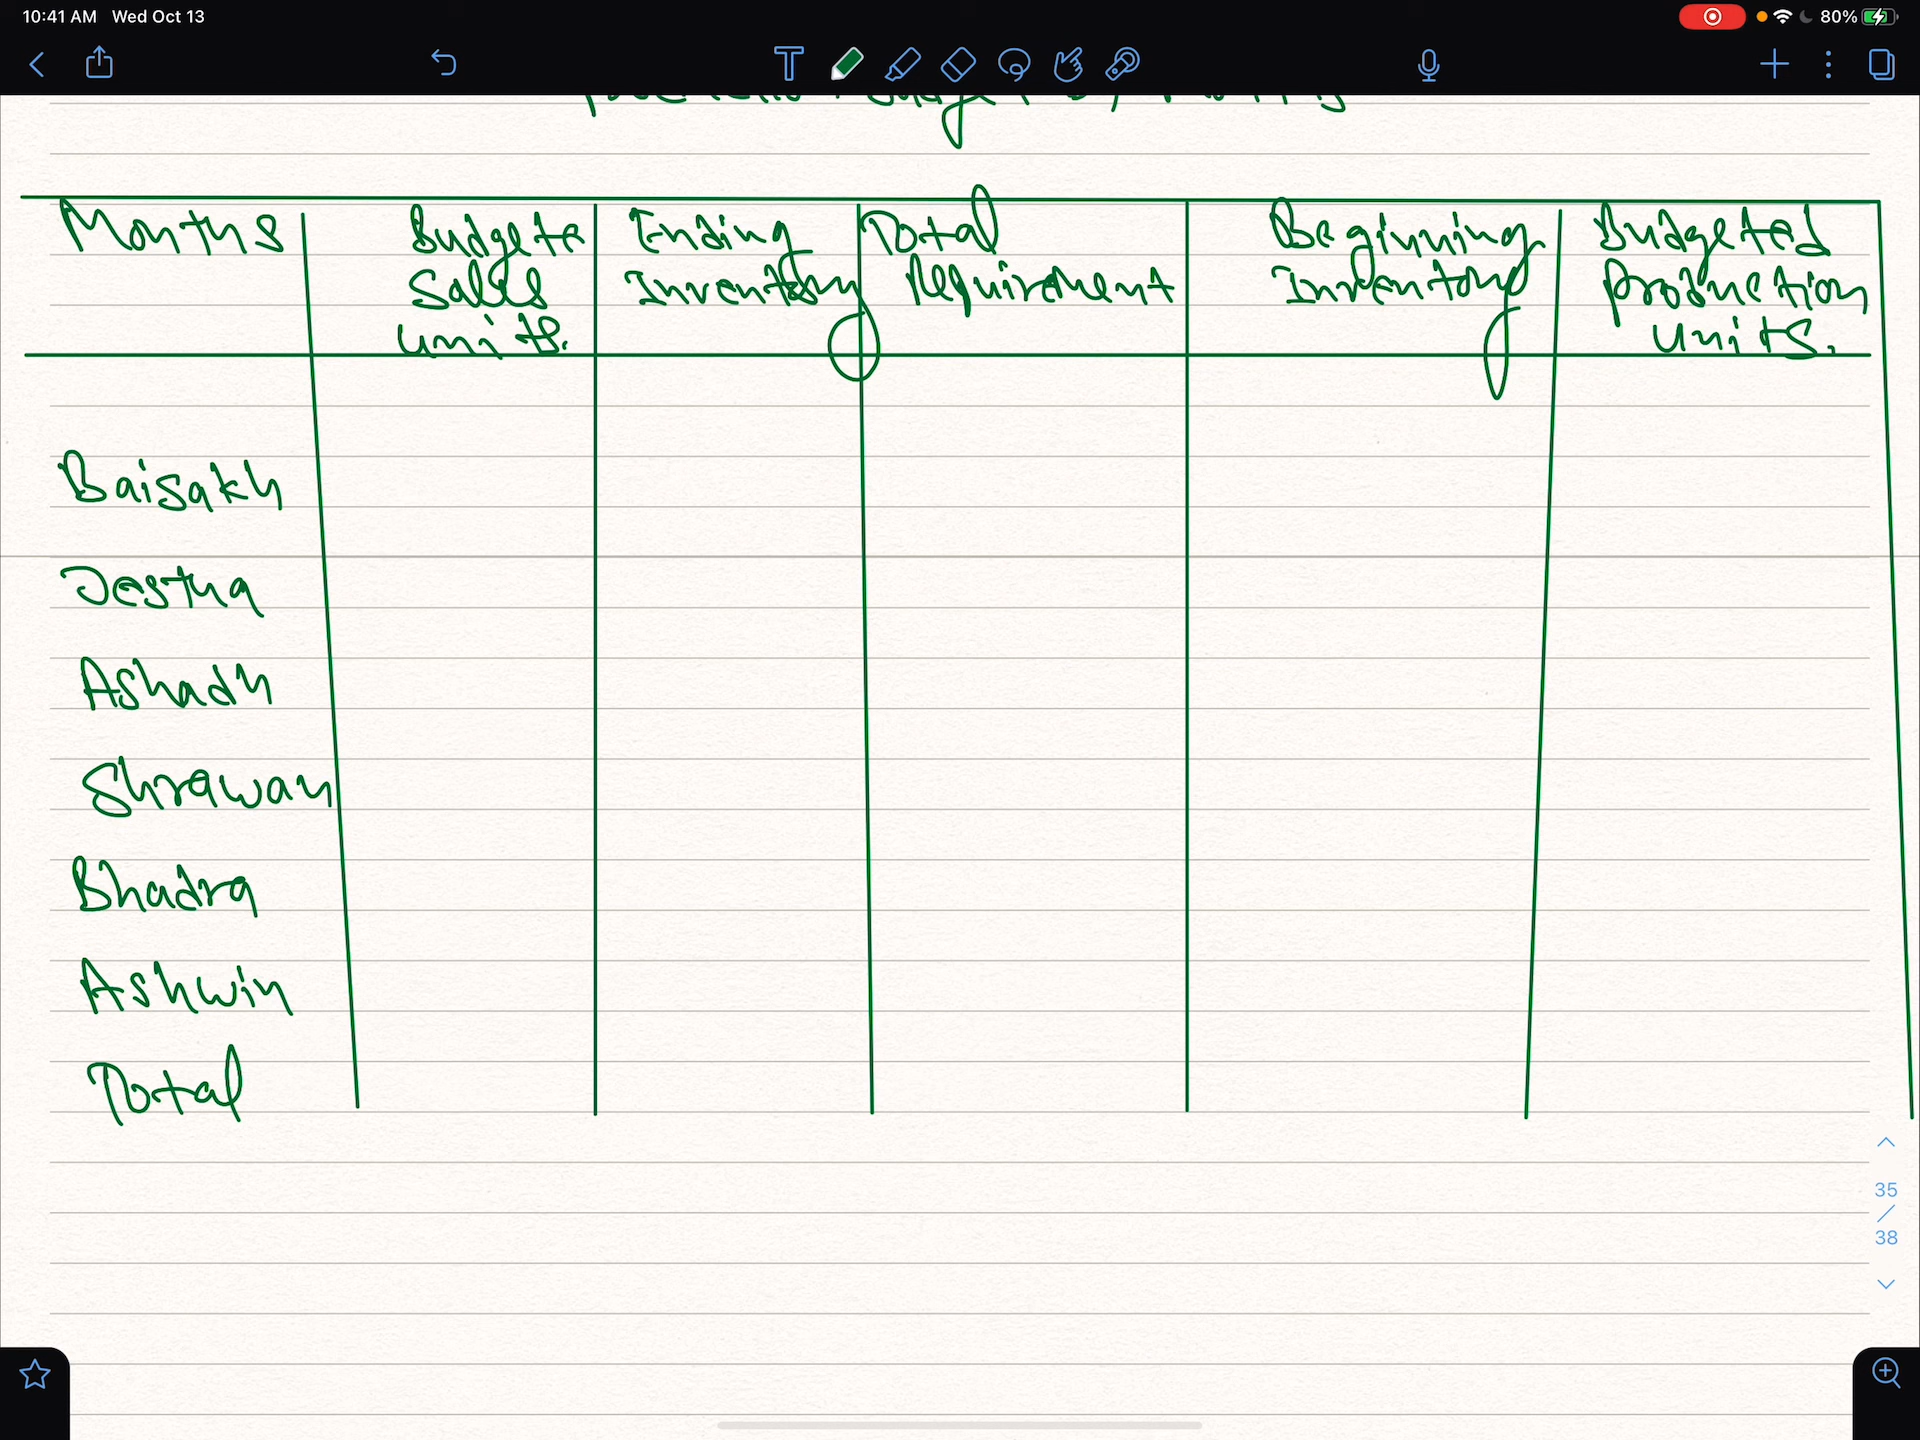 10:41 AM Wed Oct 13
80%
Months Budgete Ending Total Beginning Budgeted
Sales Inventory Requirement Inventory Production
units. units.
Baisakh
Jestha
Ashadh
Shrawan
Bhadra
Ashwin
Total
35
/
38